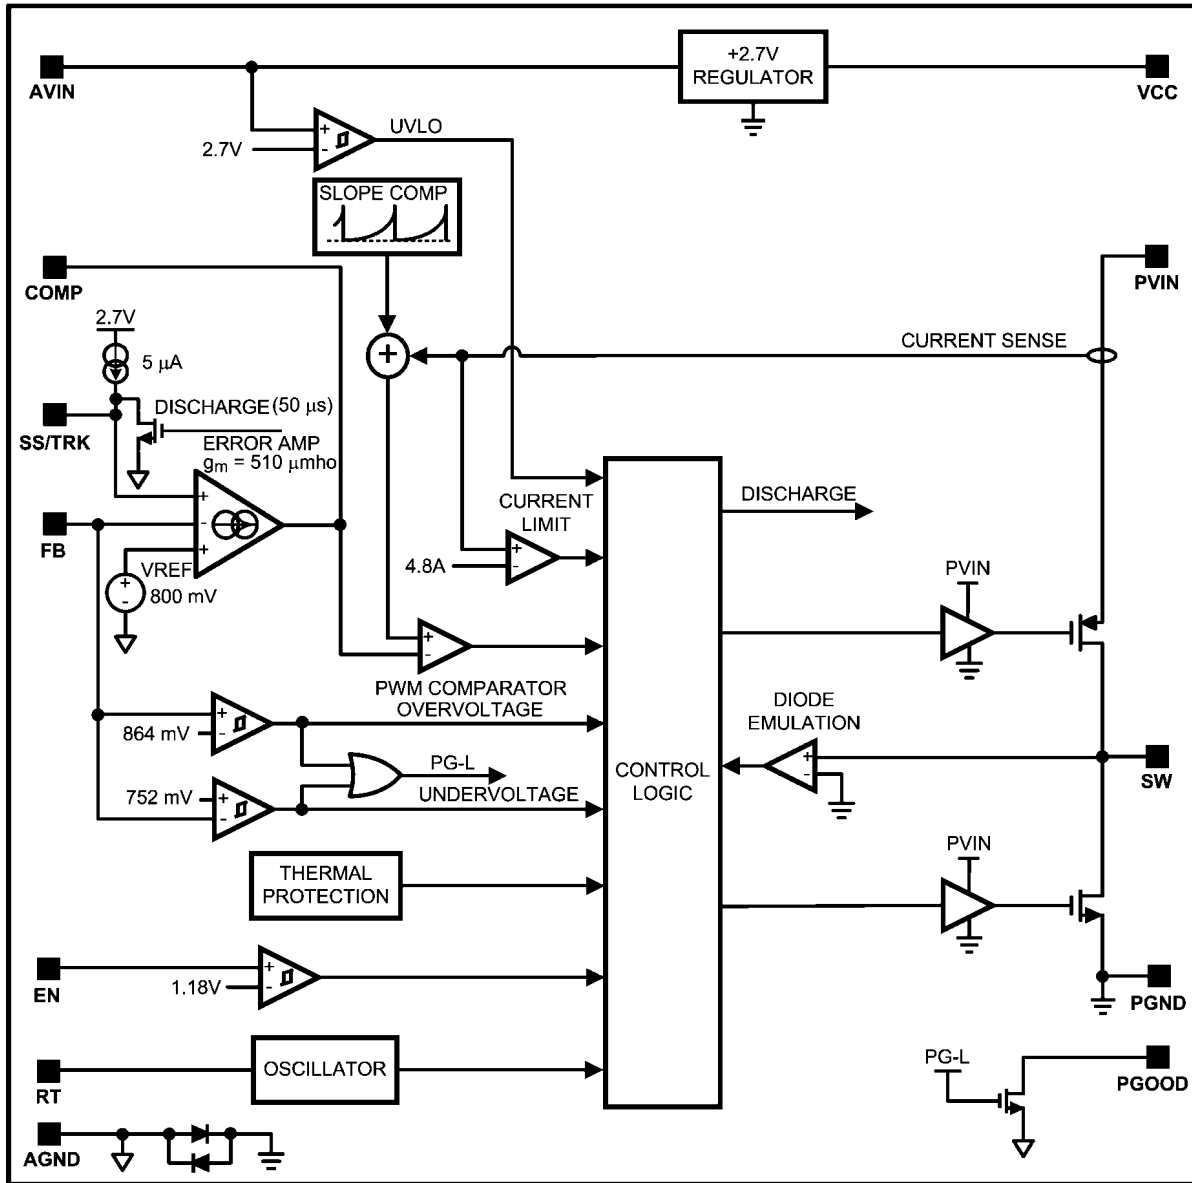 +2.7V
REGULATOR
AVIN
VCC
UVLO
+
-
2.7V
SLOPE COMP
COMP
PVIN
2.7V
5 μA
+
CURRENT SENSE
DISCHARGE (50 μs)
SS/TRK
ERROR AMP
gm = 510 μmho
+
-
+
FB
VREF
800 mV
+
-
CURRENT
LIMIT
4.8A
+
-
DISCHARGE
PVIN
+
-
PWM COMPARATOR
OVERVOLTAGE
864 mV
+
-
PG-L
752 mV
+
-
UNDERVOLTAGE
CONTROL
LOGIC
DIODE
EMULATION
+
-
SW
THERMAL
PROTECTION
PVIN
EN
1.18V
+
-
PGND
RT
OSCILLATOR
PG-L
PGOOD
AGND